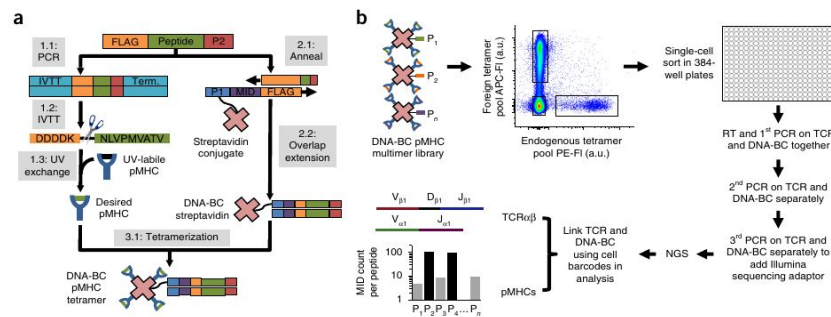 a
FLAG Peptide P2
1.1:
PCR
2.1:
Anneal
IVTT Term.
P1 MID FLAG
1.2:
IVTT
Streptavidin
conjugate
DDDDK NLVPMVATV
1.3: UV
exchange
UV-labile
pMHC
2.2:
Overlap
extension
Desired
pMHC
DNA-BC
streptavidin
3.1: Tetramerization
DNA-BC
pMHC
tetramer
b
P1
P2
Pn
DNA-BC pMHC
multimer library
Foreign tetramer
pool APC-Fl (a.u.)
Endogenous tetramer
pool PE-Fl (a.u.)
Single-cell
sort in 384-
well plates
RT and 1st PCR on TCR
and DNA-BC together
2nd PCR on TCR and
DNA-BC separately
3rd PCR on TCR and
DNA-BC separately to
add Illumina
sequencing adaptor
NGS
Link TCR and
DNA-BC
using cell
barcodes in
analysis
TCRαβ
pMHCs
Vβ1 Dβ1 Jβ1
Vα1 Jα1
MID count
per peptide
100
10
1
P1 P2 P3 P4... Pn